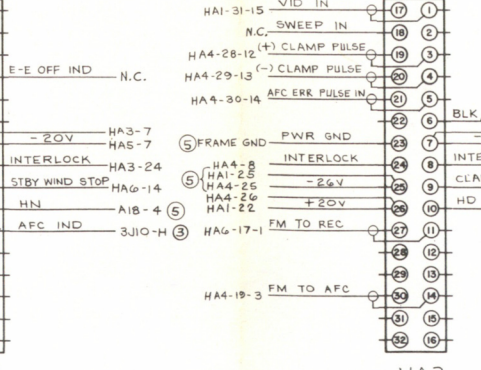 HA1-31-15 VID IN 17 1
N.C. SWEEP IN 18 2
HA4-28-12 (+) CLAMP PULSE 19 3
E-E OFF IND N.C. HA4-29-13 (-) CLAMP PULSE 20 4
HA4-30-14 AFC ERR PULSE IN 21 5
22 6 BLK
HA3-7
-20V HA5-7 5 FRAME GND PWR GND 23 7 -
INTERLOCK HA3-24 HA4-8 INTERLOCK 24 8 INTE
STBY WIND STOP HA6-14 5 HA1-25
HA4-25 -26V 25 9 CLA
HN A18-4 5 HA4-26
HA1-22 +20V 26 10 HD
AFC IND 3J10-H 3 HA6-17-1 FM TO REC 27 11
28 12
29 13
HA4-19-3 FM TO AFC 30 14
31 15
32 16